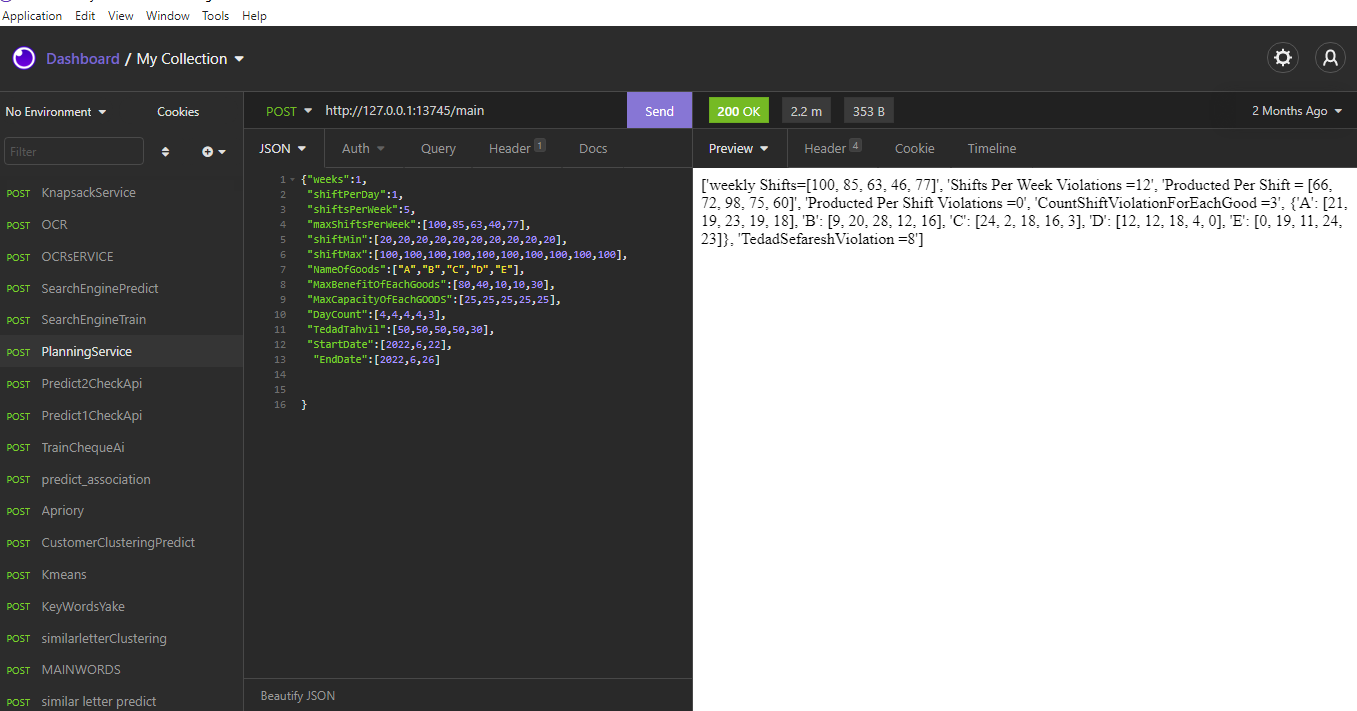 Application Edit View Window Tools Help
Dashboard / My Collection
No Environment Cookies
Filter
POST KnapsackService
POST OCR
POST OCRsERVICE
POST SearchEnginePredict
POST SearchEngineTrain
POST PlanningService
POST Predict2CheckApi
POST Predict1CheckApi
POST TrainChequeAi
POST predict_association
POST Apriory
POST CustomerClusteringPredict
POST Kmeans
POST KeyWordsYake
POST similarletterClustering
POST MAINWORDS
POST similar letter predict
POST http://127.0.0.1:13745/main Send
JSON Auth Query Header 1 Docs
1 {"weeks":1,
2 "shiftPerDay":1,
3 "shiftsPerWeek":5,
4 "maxShiftsPerWeek":[100,85,63,40,77],
5 "shiftMin":[20,20,20,20,20,20,20,20,20,20],
6 "shiftMax":[100,100,100,100,100,100,100,100,100,100],
7 "NameOfGoods":["A","B","C","D","E"],
8 "MaxBenefitOfEachGoods":[80,40,10,10,30],
9 "MaxCapacityOfEachGOODS":[25,25,25,25,25],
10 "DayCount":[4,4,4,4,3],
11 "TedadTahvil":[50,50,50,50,30],
12 "StartDate":[2022,6,22],
13 "EndDate":[2022,6,26]
14
15
16 }
Beautify JSON
200 OK 2.2 m 353 B 2 Months Ago
Preview Header 4 Cookie Timeline
['weekly Shifts=[100, 85, 63, 46, 77]', 'Shifts Per Week Violations =12', 'Producted Per Shift = [66,
72, 98, 75, 60]', 'Producted Per Shift Violations =0', 'CountShiftViolationForEachGood =3', {'A': [21,
19, 23, 19, 18], 'B': [9, 20, 28, 12, 16], 'C': [24, 2, 18, 16, 3], 'D': [12, 12, 18, 4, 0], 'E': [0, 19, 11, 24,
23]}, 'TedadSefareshViolation =8']